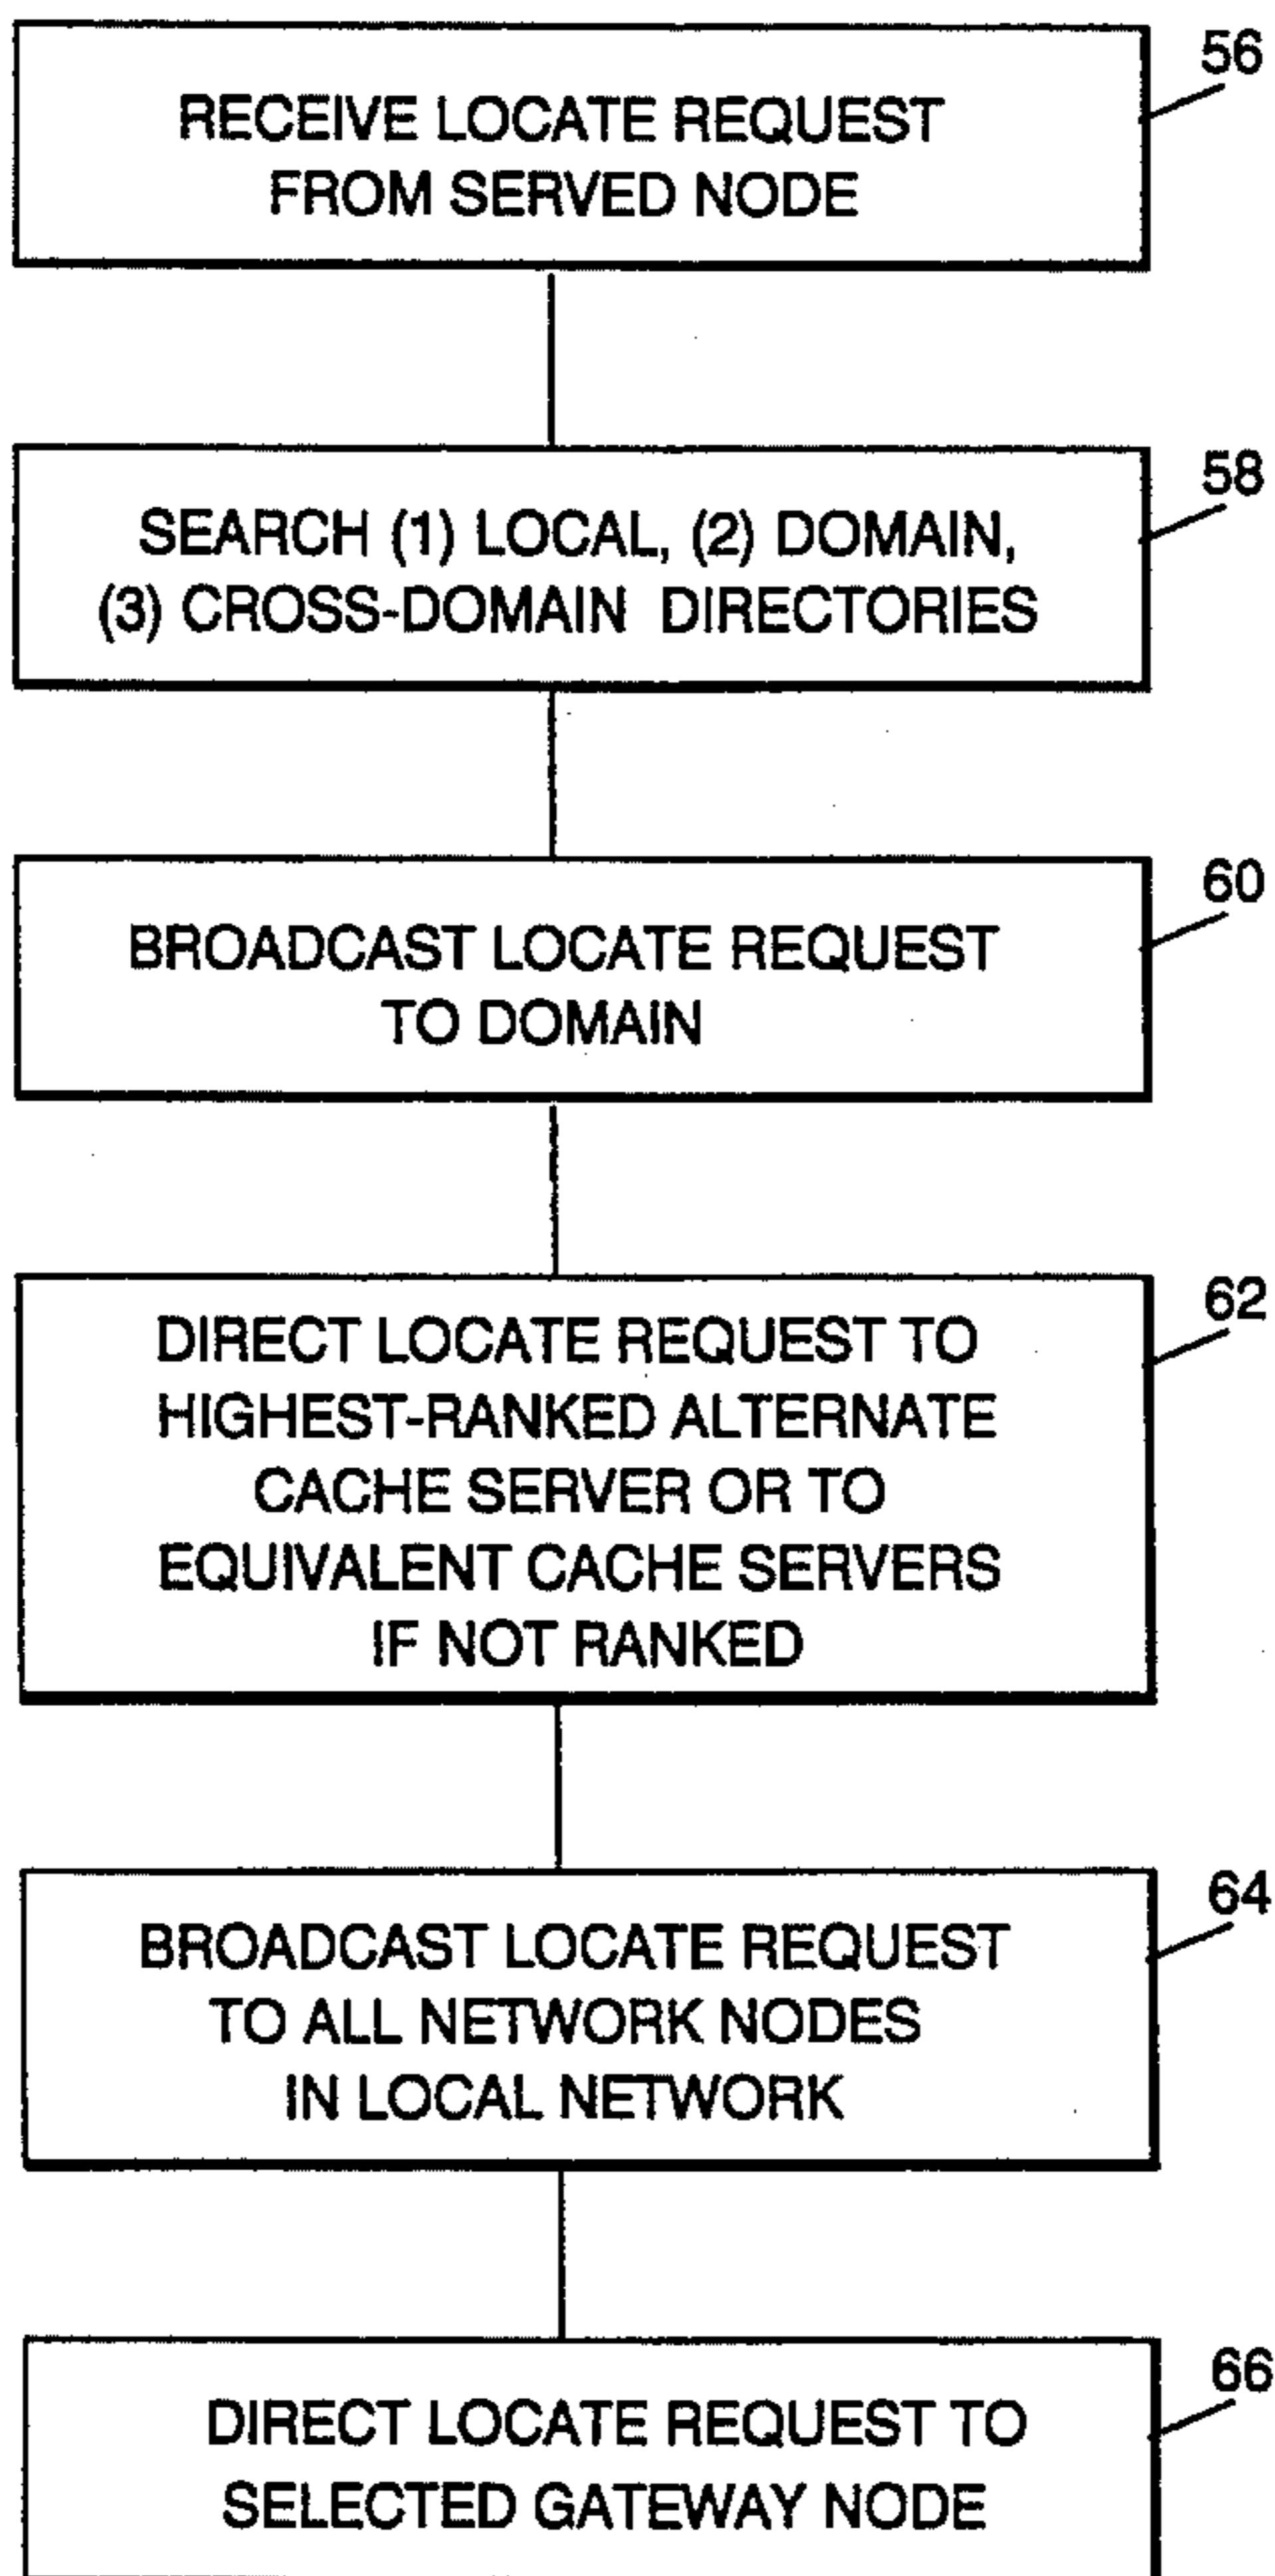 56
RECEIVE LOCATE REQUEST
FROM SERVED NODE
58
SEARCH (1) LOCAL, (2) DOMAIN,
(3) CROSS-DOMAIN DIRECTORIES
60
BROADCAST LOCATE REQUEST
TO DOMAIN
62
DIRECT LOCATE REQUEST TO
HIGHEST-RANKED ALTERNATE
CACHE SERVER OR TO
EQUIVALENT CACHE SERVERS
IF NOT RANKED
64
BROADCAST LOCATE REQUEST
TO ALL NETWORK NODES
IN LOCAL NETWORK
66
DIRECT LOCATE REQUEST TO
SELECTED GATEWAY NODE